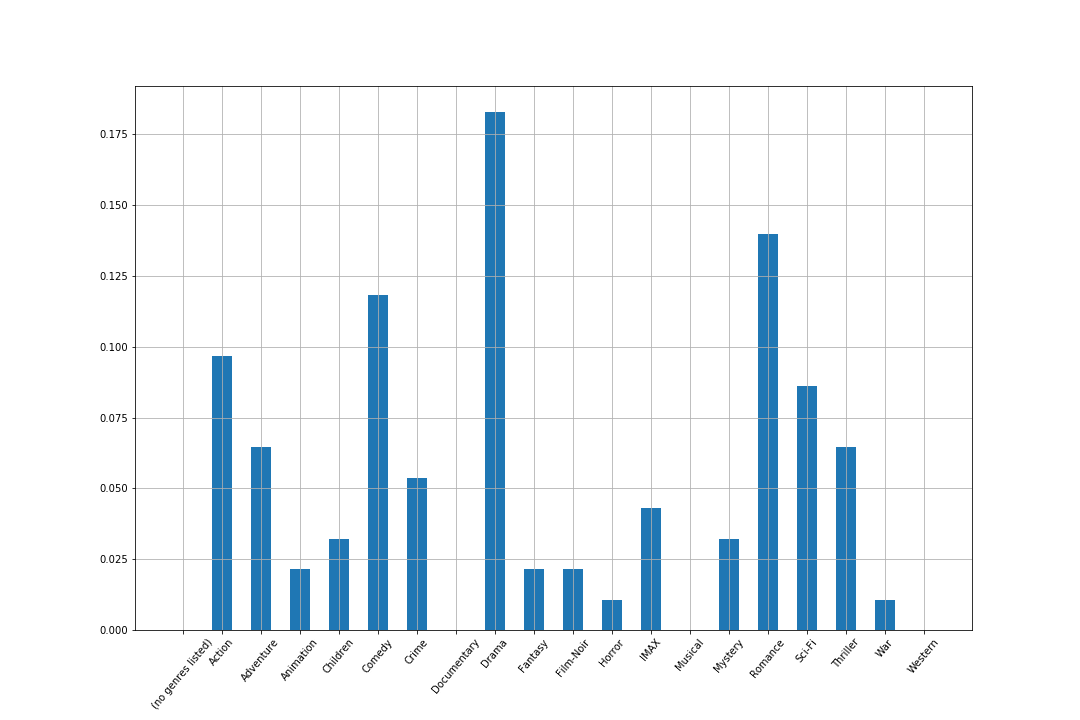 0.175
0.150
0.125
0.100
0.075
0.050
0.025
0.000
(no genres listed)
Action
Adventure
Animation
Children
Comedy
Crime
Documentary
Drama
Fantasy
Film-Noir
Horror
IMAX
Musical
Mystery
Romance
Sci-Fi
Thriller
War
Western